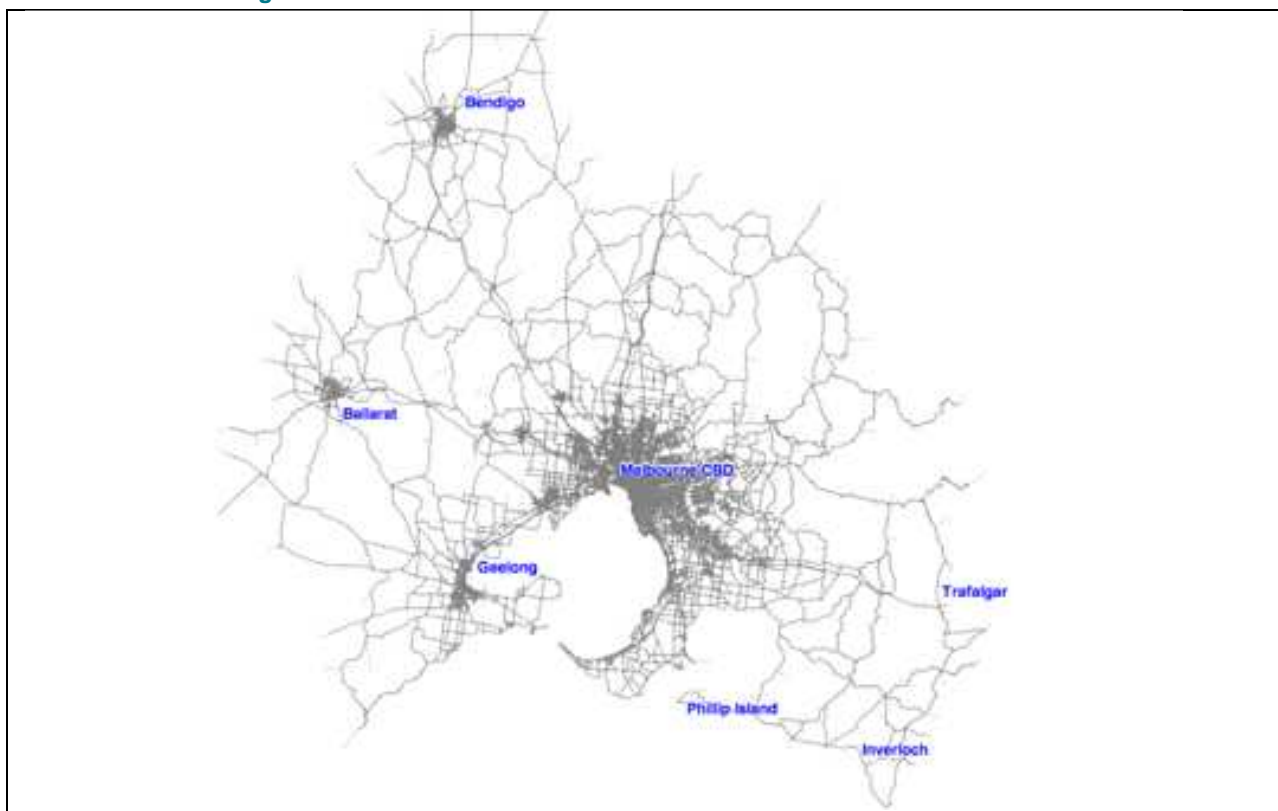 Bendigo
Ballarat
Melbourne CBD
Geelong
Trafalgar
Phillip Island
Inverloch